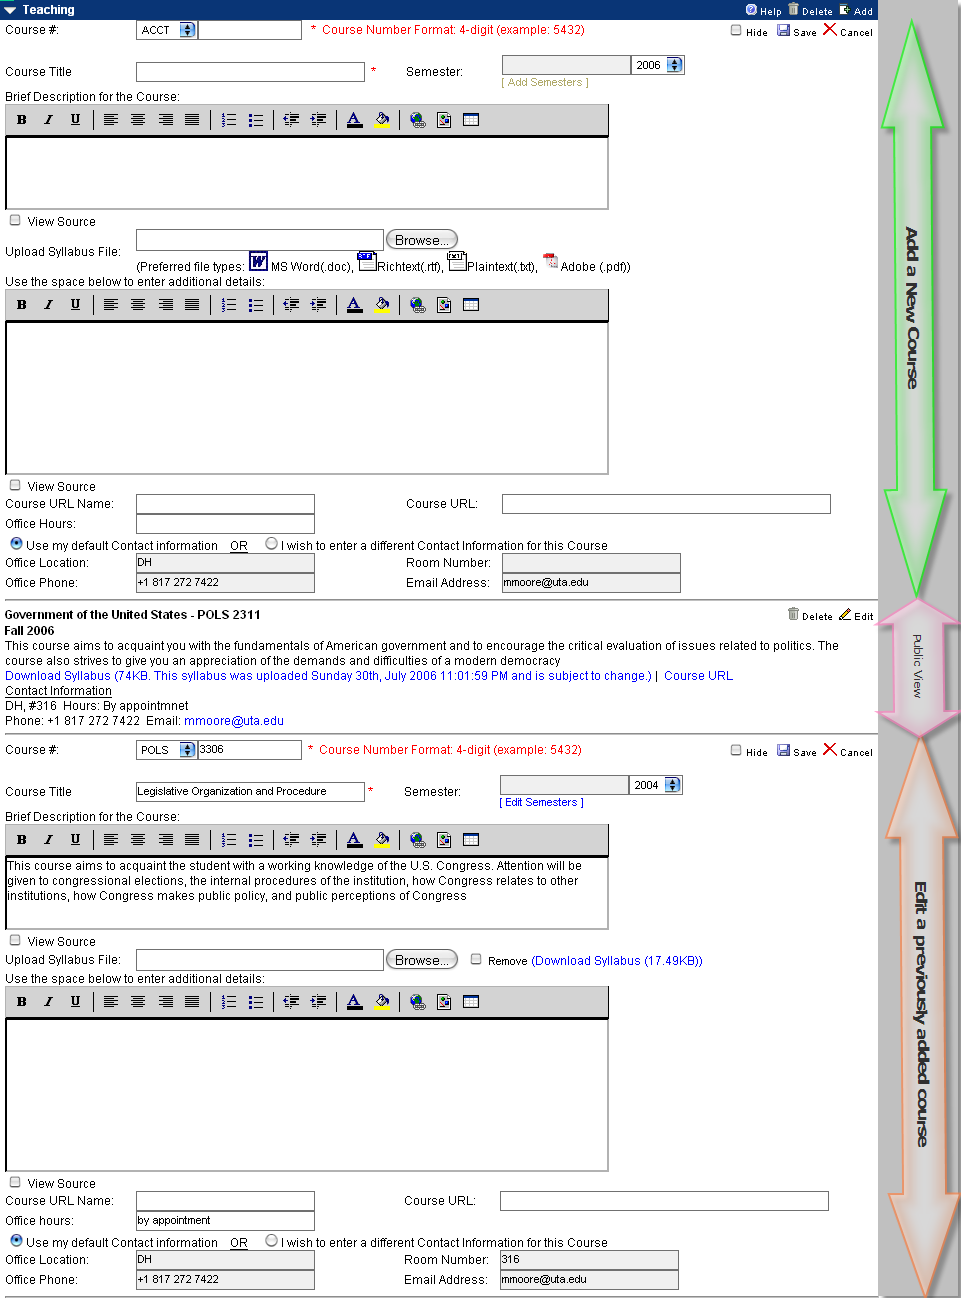 Teaching Help Delete Add
Course #: ACCT * Course Number Format: 4-digit (example: 5432) Hide Save Cancel
Course Title * Semester: 2006
[ Add Semesters ]
Brief Description for the Course:
B I U
View Source
Upload Syllabus File: Browse...
(Preferred file types: W MS Word(.doc), RTF Richtext(.rtf), TXT Plaintext(.txt), Adobe (.pdf))
Use the space below to enter additional details:
B I U
View Source
Course URL Name: Course URL:
Office Hours:
Use my default Contact information OR I wish to enter a different Contact Information for this Course
Office Location: DH Room Number:
Office Phone: +1 817 272 7422 Email Address: mmoore@uta.edu
Add a New Course
Government of the United States - POLS 2311 Delete Edit
Fall 2006
This course aims to acquaint you with the fundamentals of American government and to encourage the critical evaluation of issues related to politics. The
course also strives to give you an appreciation of the demands and difficulties of a modern democracy
Download Syllabus (74KB. This syllabus was uploaded Sunday 30th, July 2006 11:01:59 PM and is subject to change.) | Course URL
Contact Information
DH, #316 Hours: By appointmnet
Phone: +1 817 272 7422 Email: mmoore@uta.edu
Public View
Course #: POLS 3306 * Course Number Format: 4-digit (example: 5432) Hide Save Cancel
Course Title Legislative Organization and Procedure * Semester: 2004
[ Edit Semesters ]
Brief Description for the Course:
B I U
This course aims to acquaint the student with a working knowledge of the U.S. Congress. Attention will be
given to congressional elections, the internal procedures of the institution, how Congress relates to other
institutions, how Congress makes public policy, and public perceptions of Congress
View Source
Upload Syllabus File: Browse... Remove (Download Syllabus (17.49KB))
Use the space below to enter additional details:
B I U
View Source
Course URL Name: Course URL:
Office hours: by appointment
Use my default Contact information OR I wish to enter a different Contact Information for this Course
Office Location: DH Room Number: 316
Office Phone: +1 817 272 7422 Email Address: mmoore@uta.edu
Edit a previously added course